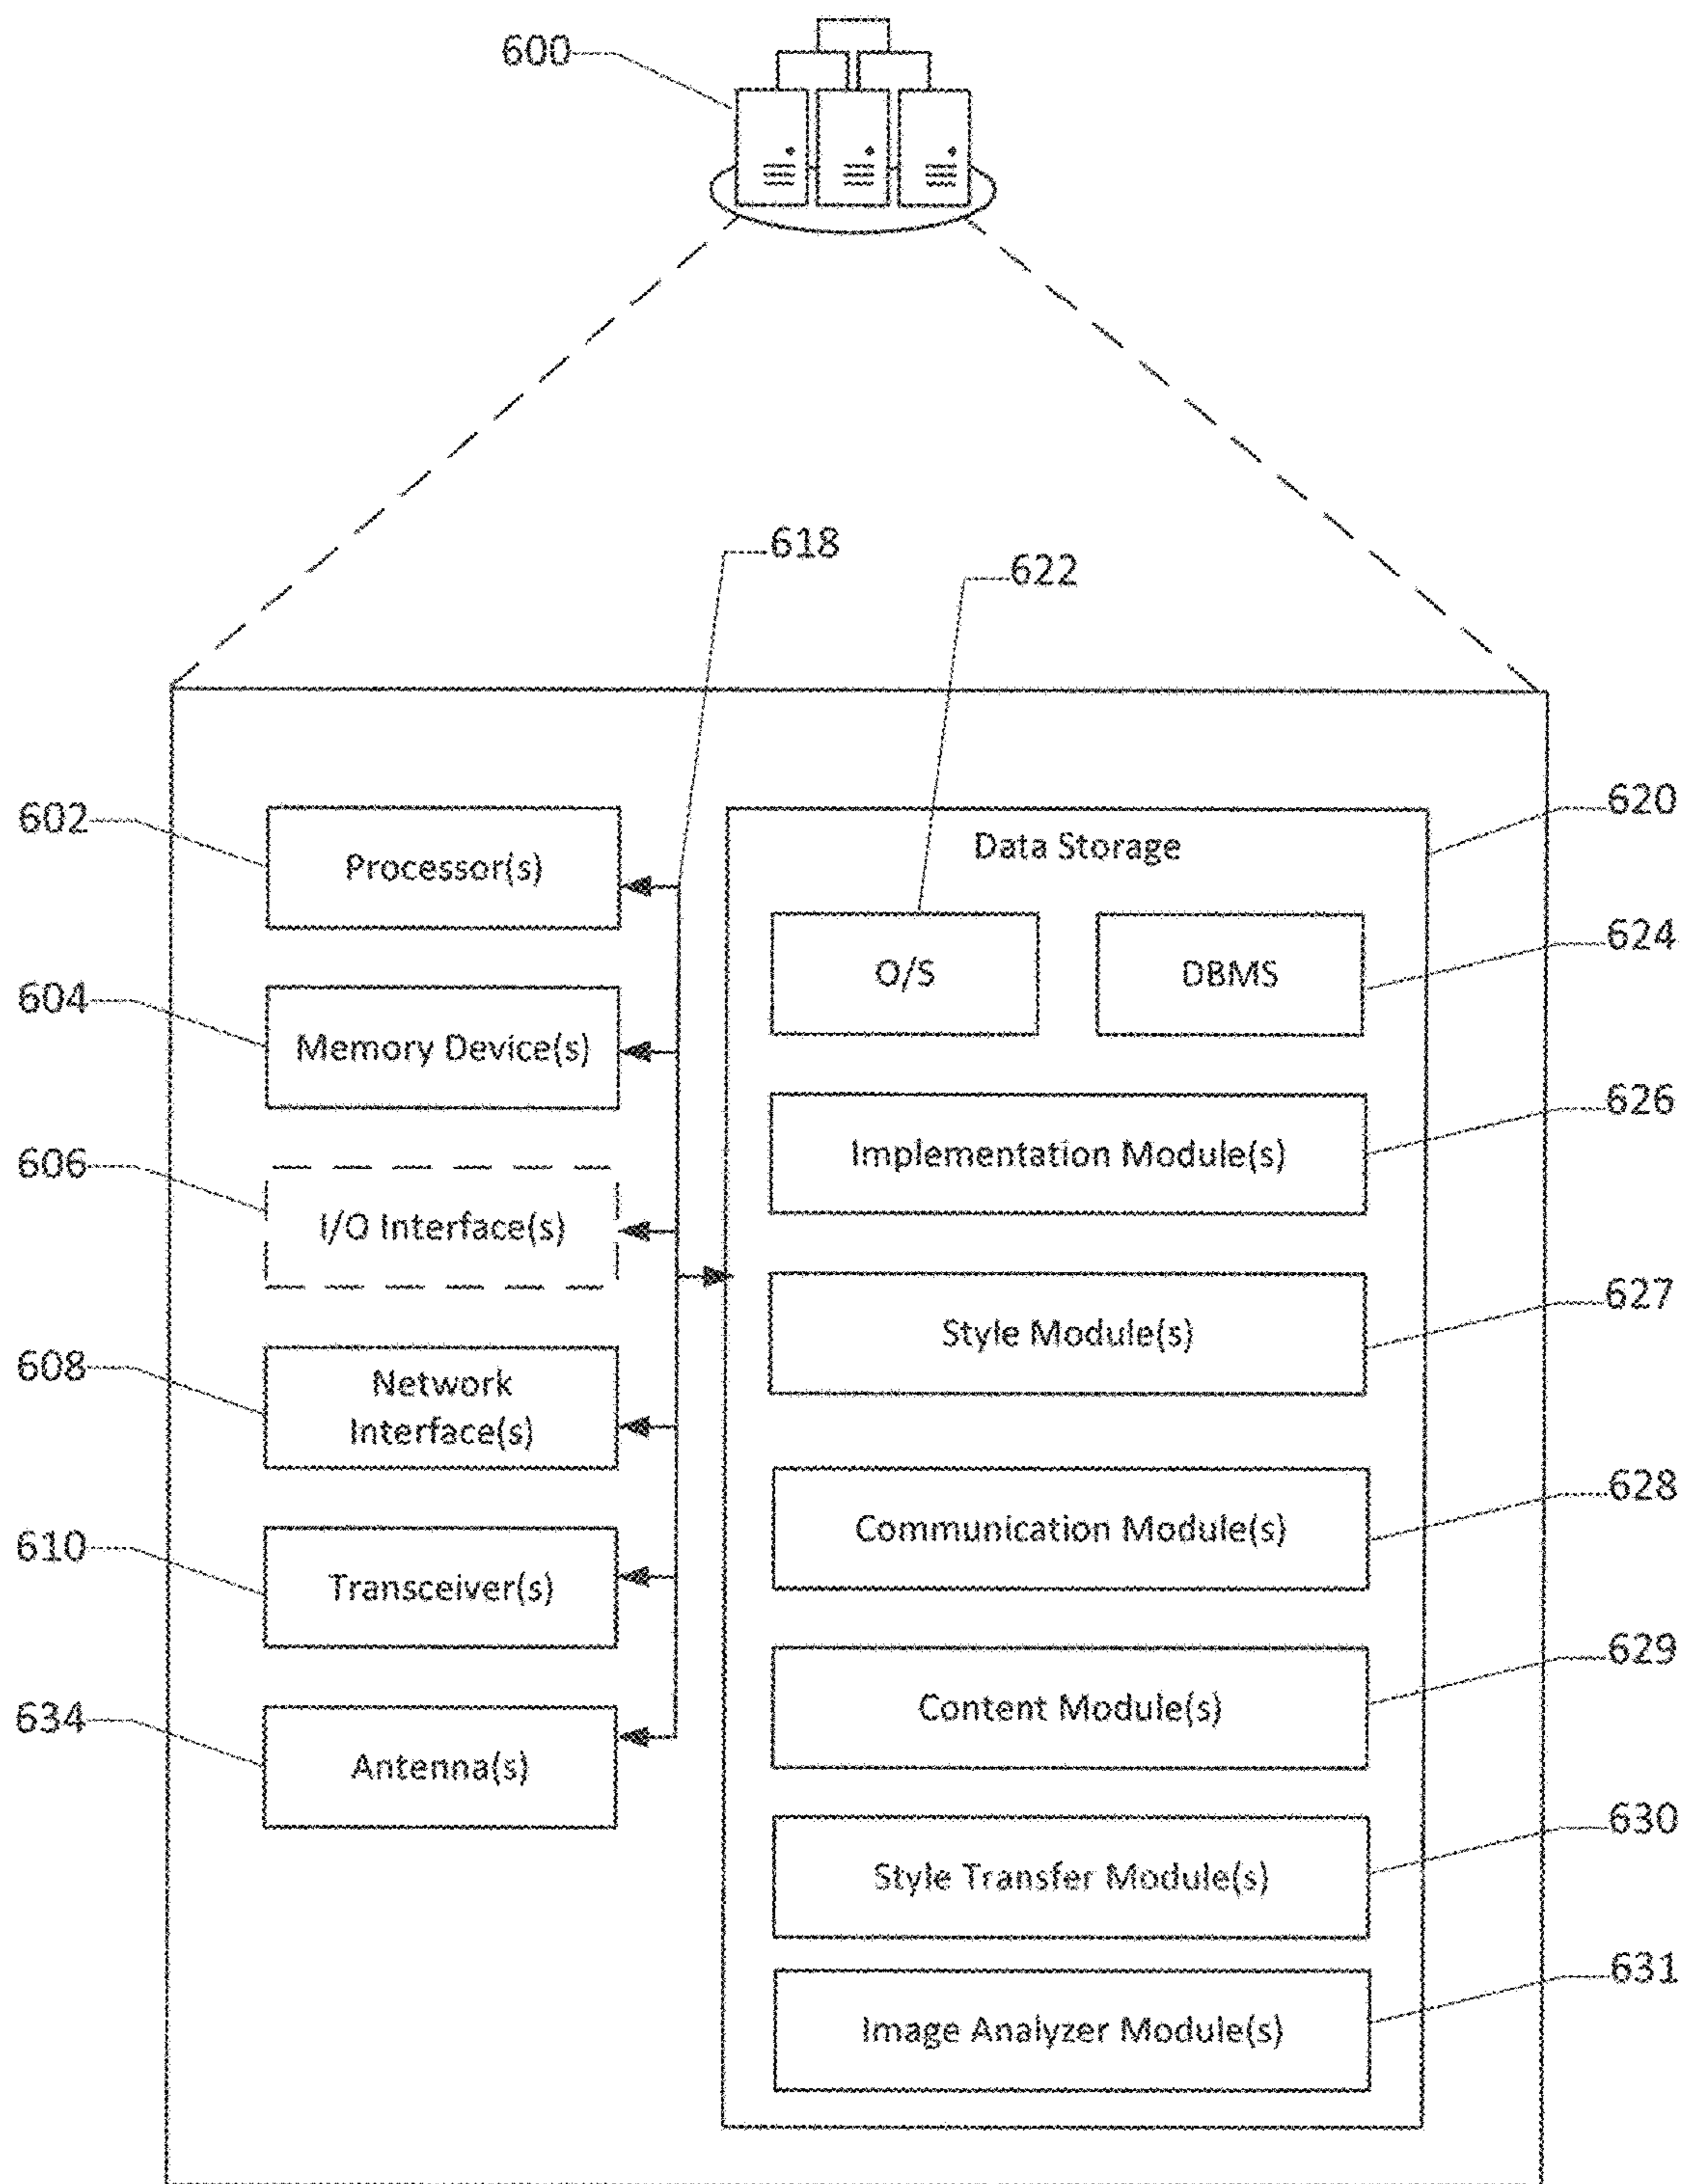 600
618
622
602
Processor(s)
604
Memory Device(s)
606
I/O Interface(s)
608
Network
Interface(s)
610
Transceiver(s)
634
Antenna(s)
Data Storage
620
O/S
DBMS
624
Implementation Module(s)
626
Style Module(s)
627
Communication Module(s)
628
Content Module(s)
629
Style Transfer Module(s)
630
Image Analyzer Module(s)
631